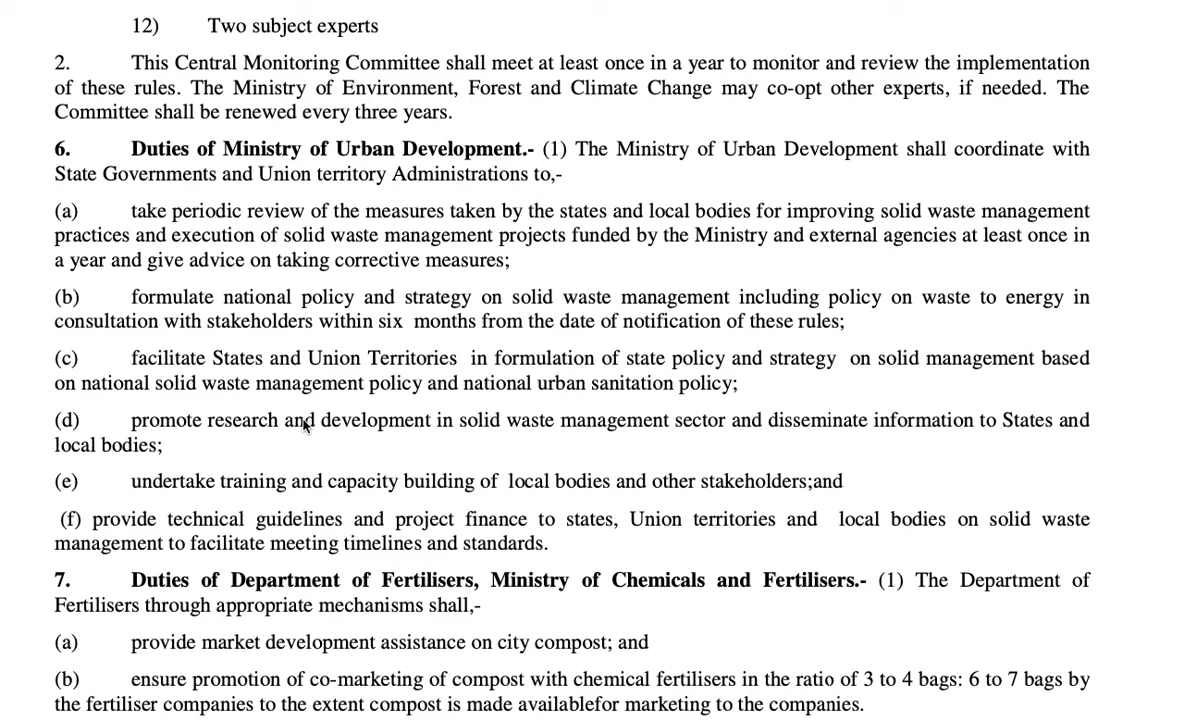 12) Two subject experts
2. This Central Monitoring Committee shall meet at least once in a year to monitor and review the implementation
of these rules. The Ministry of Environment, Forest and Climate Change may co-opt other experts, if needed. The
Committee shall be renewed every three years.
6. Duties of Ministry of Urban Development.- (1) The Ministry of Urban Development shall coordinate with
State Governments and Union territory Administrations to,-
(a) take periodic review of the measures taken by the states and local bodies for improving solid waste management
practices and execution of solid waste management projects funded by the Ministry and external agencies at least once in
a year and give advice on taking corrective measures;
(b) formulate national policy and strategy on solid waste management including policy on waste to energy in
consultation with stakeholders within six months from the date of notification of these rules;
(c) facilitate States and Union Territories in formulation of state policy and strategy on solid management based
on national solid waste management policy and national urban sanitation policy;
(d) promote research and development in solid waste management sector and disseminate information to States and
local bodies;
(e) undertake training and capacity building of local bodies and other stakeholders;and
(f) provide technical guidelines and project finance to states, Union territories and local bodies on solid waste
management to facilitate meeting timelines and standards.
7. Duties of Department of Fertilisers, Ministry of Chemicals and Fertilisers.- (1) The Department of
Fertilisers through appropriate mechanisms shall,-
(a) provide market development assistance on city compost; and
(b) ensure promotion of co-marketing of compost with chemical fertilisers in the ratio of 3 to 4 bags: 6 to 7 bags by
the fertiliser companies to the extent compost is made availablefor marketing to the companies.